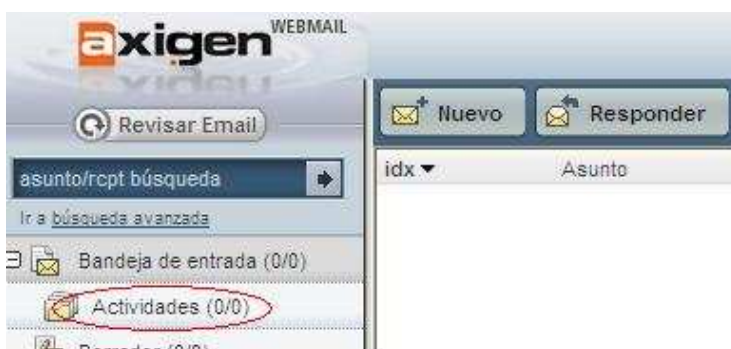 axigen WEBMAIL
Revisar Email
Nuevo
Responder
asunto/rcpt búsqueda
idx
Asunto
Ir a búsqueda avanzada
Bandeja de entrada (0/0)
Actividades (0/0)